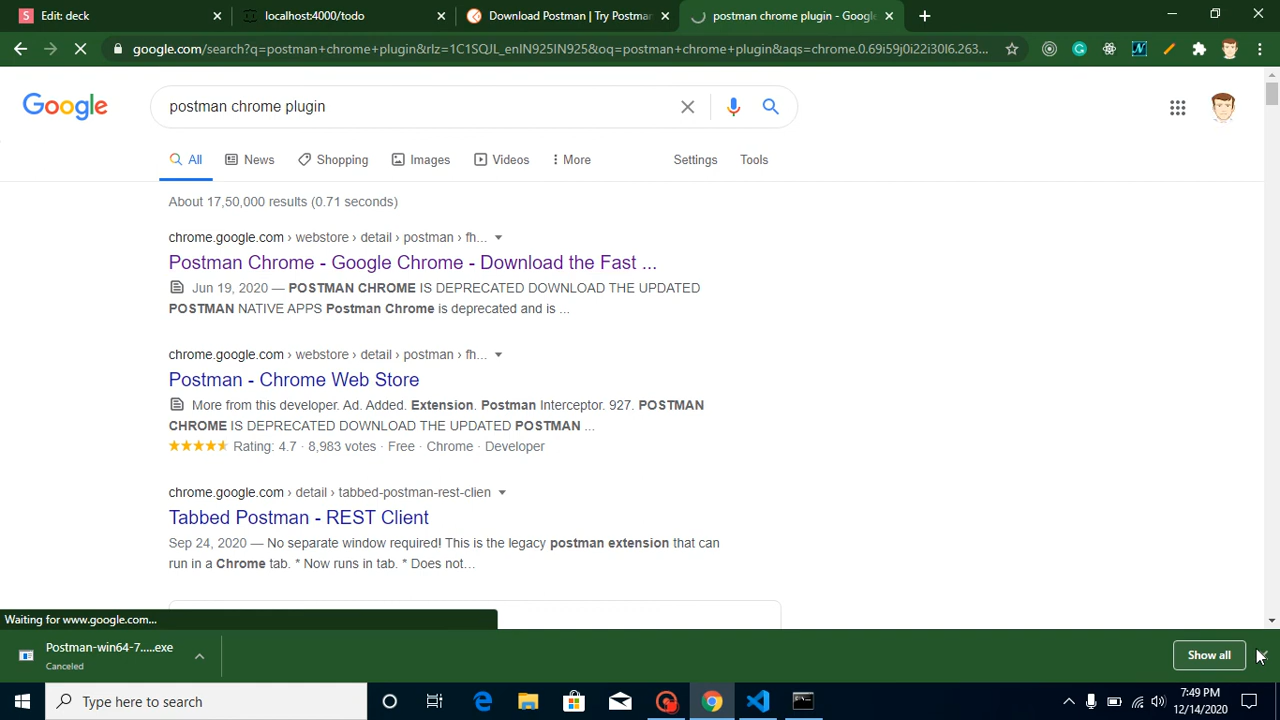 Edit: deck
localhost:4000/todo
Download Postman | Try Postman
postman chrome plugin - Google
google.com/search?q=postman+chrome+plugin&rlz=1C1SQJL_enIN925IN925&oq=postman+chrome+plugin&aqs=chrome.0.69i59j0i22i30l6.263...
Google
postman chrome plugin
All
News
Shopping
Images
Videos
More
Settings
Tools
About 17,50,000 results (0.71 seconds)
chrome.google.com › webstore › detail › postman › fh...
Postman Chrome - Google Chrome - Download the Fast ...
Jun 19, 2020 — POSTMAN CHROME IS DEPRECATED DOWNLOAD THE UPDATED
POSTMAN NATIVE APPS Postman Chrome is deprecated and is ...
chrome.google.com › webstore › detail › postman › fh...
Postman - Chrome Web Store
More from this developer. Ad. Added. Extension. Postman Interceptor. 927. POSTMAN
CHROME IS DEPRECATED DOWNLOAD THE UPDATED POSTMAN ...
Rating: 4.7 · 8,983 votes · Free · Chrome · Developer
chrome.google.com › detail › tabbed-postman-rest-clien
Tabbed Postman - REST Client
Sep 24, 2020 — No separate window required! This is the legacy postman extension that can
run in a Chrome tab. * Now runs in tab. * Does not...
Waiting for www.google.com...
Postman-win64-7.....exe
Canceled
Show all
Type here to search
7:49 PM
12/14/2020